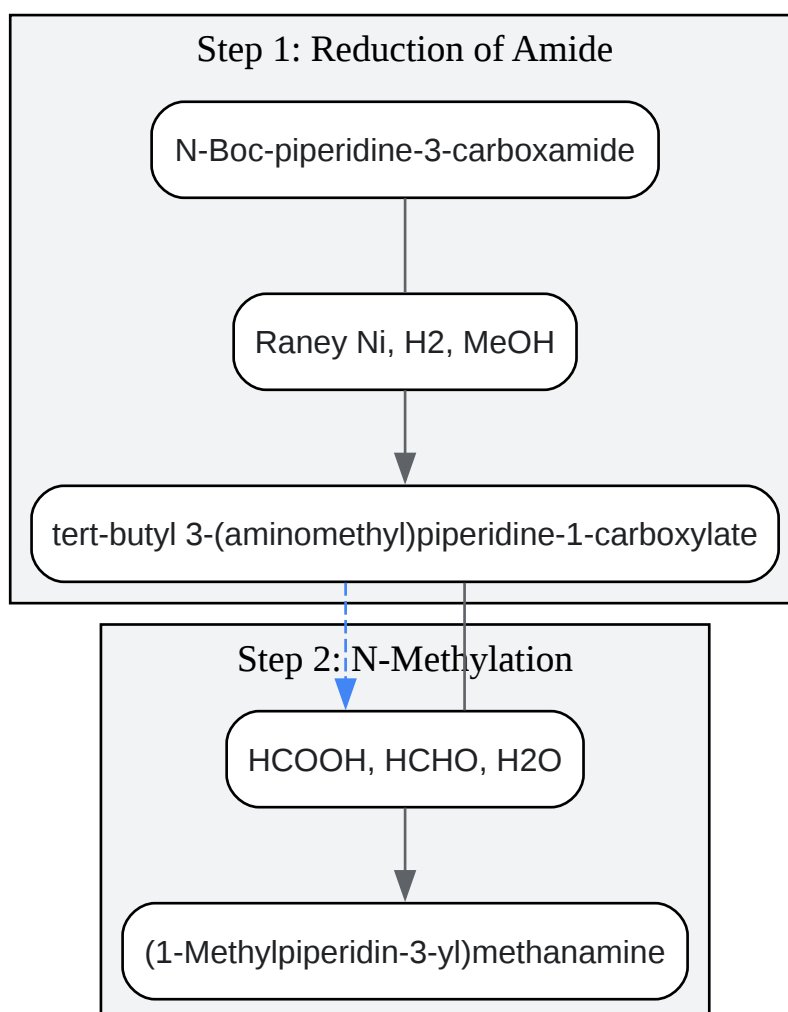 Step 1: Reduction of Amide
N-Boc-piperidine-3-carboxamide
Raney Ni, H2, MeOH
tert-butyl 3-(aminomethyl)piperidine-1-carboxylate
Step 2: N-Methylation
HCOOH, HCHO, H2O
(1-Methylpiperidin-3-yl)methanamine